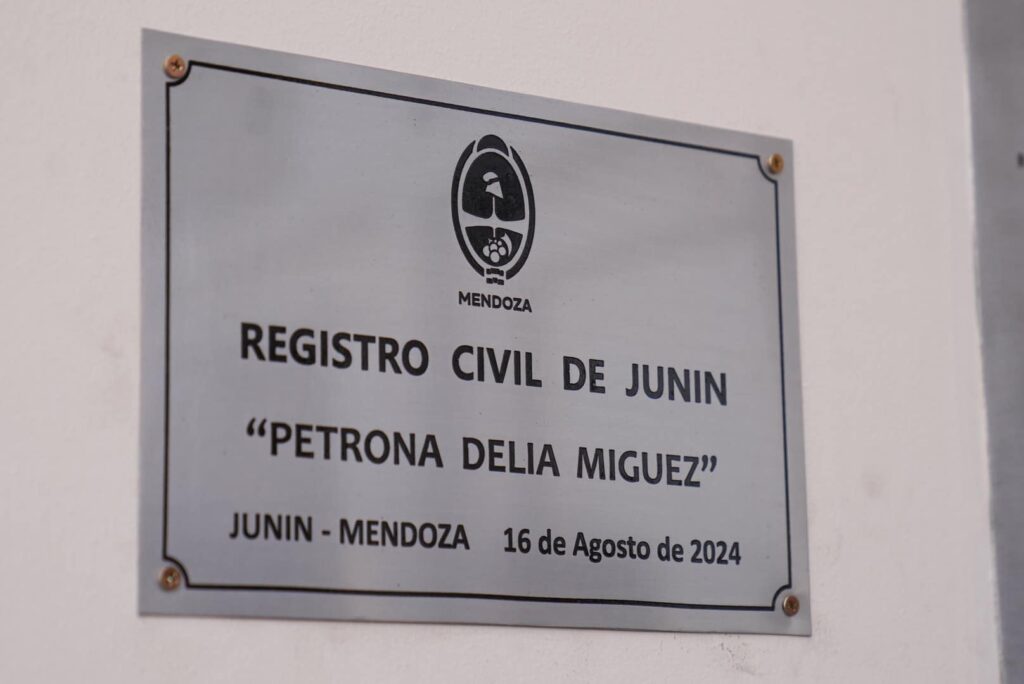 MENDOZA
REGISTRO CIVIL DE JUNIN
“PETRONA DELIA MIGUEZ”
JUNIN - MENDOZA 16 de Agosto de 2024